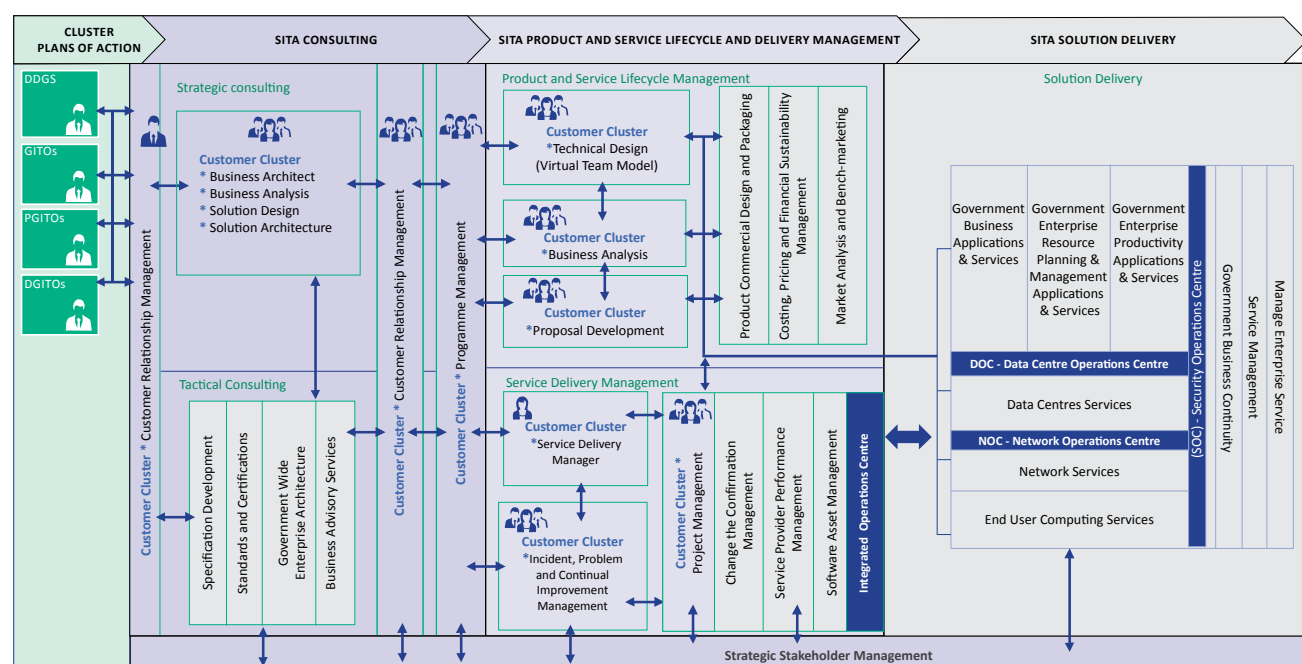 CLUSTER
PLANS OF ACTION
SITA CONSULTING
SITA PRODUCT AND SERVICE LIFECYCLE AND DELIVERY MANAGEMENT
SITA SOLUTION DELIVERY
DDGS
GITOs
PGITOs
DGITOs
Customer Cluster * Customer Relationship Management
Strategic consulting
Customer Cluster
* Business Architect
* Business Analysis
* Solution Design
* Solution Architecture
Tactical Consulting
Specification Development
Standards and Certifications
Government Wide
Enterprise Architecture
Business Advisory Services
Customer Cluster * Customer Relationship Management
Customer Cluster * Programme Management
Product and Service Lifecycle Management
Customer Cluster
*Technical Design
(Virtual Team Model)
Customer Cluster
*Business Analysis
Customer Cluster
*Proposal Development
Product Commercial Design and Packaging
Costing, Pricing and Financial Sustainability
Management
Market Analysis and Bench-marketing
Service Delivery Management
Customer Cluster
*Service Delivery
Manager
Customer Cluster
*Incident, Problem
and Continual
Improvement
Management
Customer Cluster *
Project Management
Change the Confirmation
Management
Service Provider Performance
Management
Software Asset Management
Integrated Operations Centre
Solution Delivery
Government
Business
Applications
& Services
Government
Enterprise
Resource
Planning &
Management
Applications
& Services
Government
Enterprise
Productivity
Applications
& Services
DOC - Data Centre Operations Centre
Data Centres Services
NOC - Network Operations Centre
Network Services
End User Computing Services
(SOC) - Security Operations Centre
Government Business Continuity
Service Management
Manage Enterprise Service
Strategic Stakeholder Management